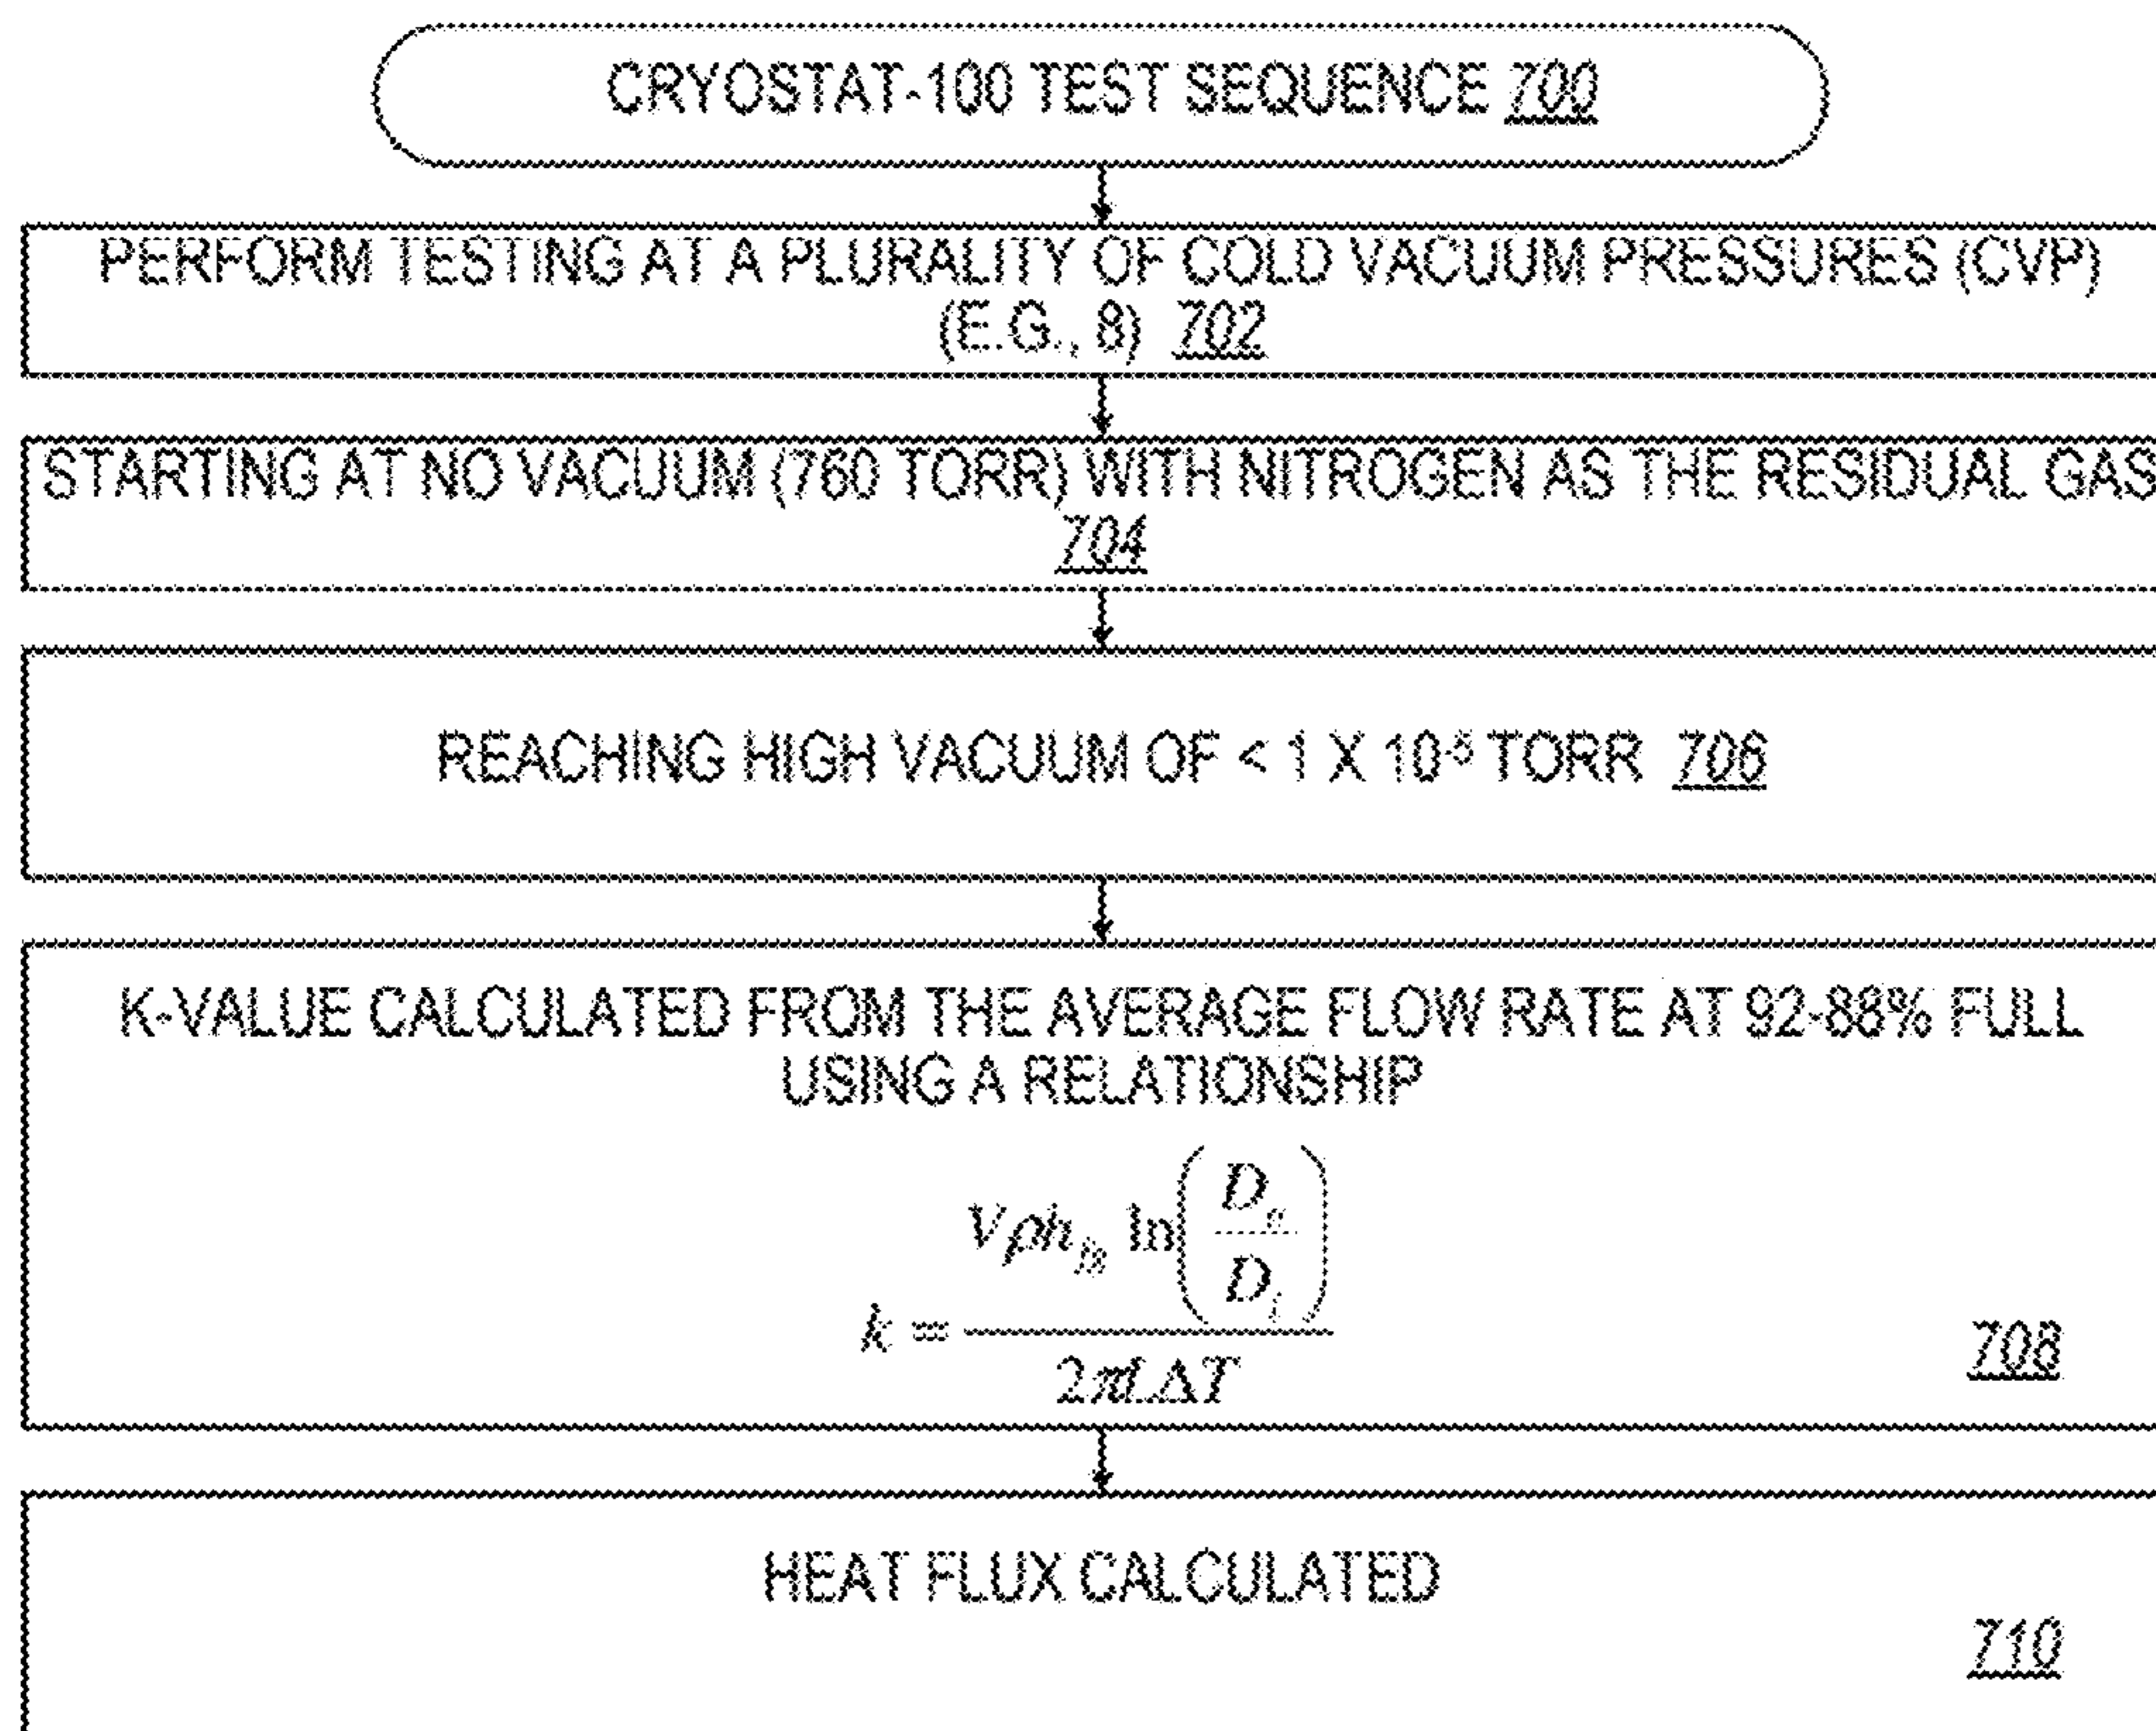 CRYOSTAT-100 TEST SEQUENCE 700
PERFORM TESTING AT A PLURALITY OF COLD VACUUM PRESSURES (CVP)
(E.G., 8) 702
STARTING AT NO VACUUM (760 TORR) WITH NITROGEN AS THE RESIDUAL GAS
704
REACHING HIGH VACUUM OF < 1 X 10⁻⁵ TORR 706
K-VALUE CALCULATED FROM THE AVERAGE FLOW RATE AT 92-88% FULL
USING A RELATIONSHIP
k = Vρh_fg ln(D_o/D_i) / 2πLΔT
708
HEAT FLUX CALCULATED
710